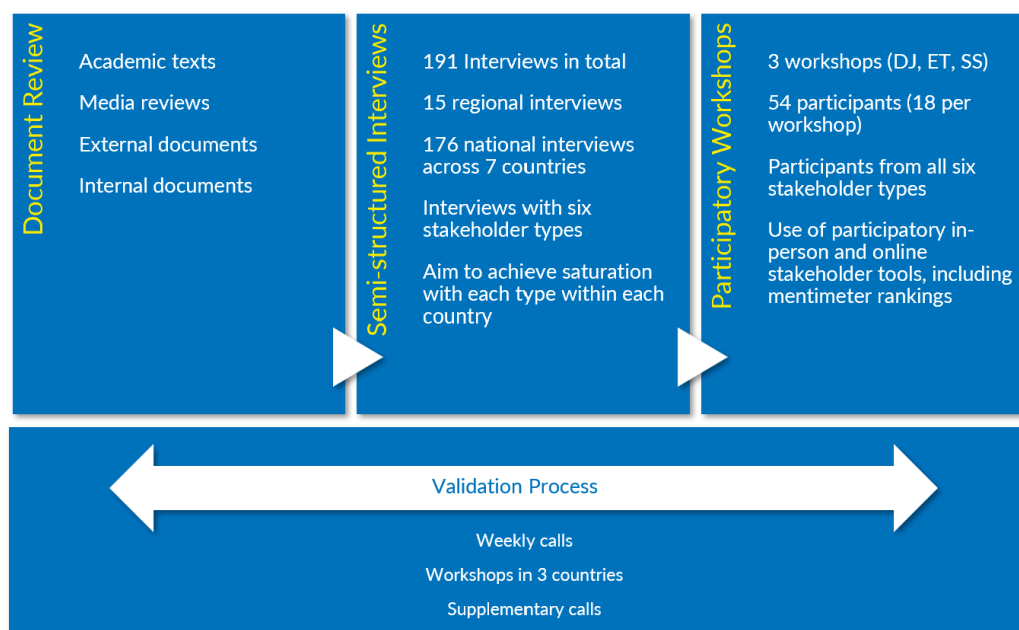 Document Review
Academic texts
Media reviews
External documents
Internal documents
Semi-structured Interviews
191 Interviews in total
15 regional interviews
176 national interviews
across 7 countries
Interviews with six
stakeholder types
Aim to achieve saturation
with each type within each
country
Participatory Workshops
3 workshops (DJ, ET, SS)
54 participants (18 per
workshop)
Participants from all six
stakeholder types
Use of participatory in-
person and online
stakeholder tools, including
mentimeter rankings
Validation Process
Weekly calls
Workshops in 3 countries
Supplementary calls